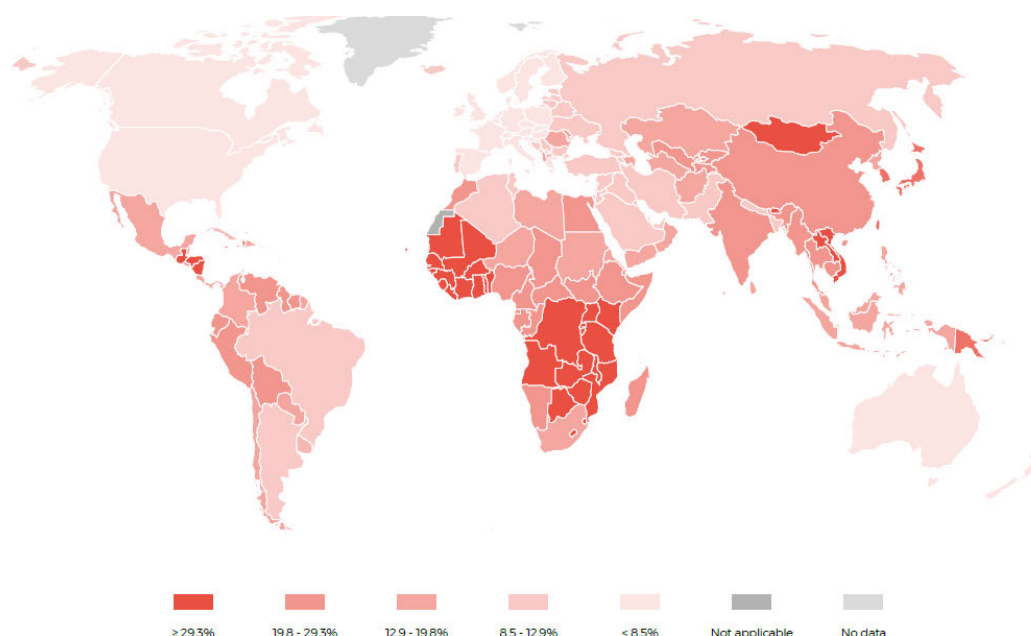 ≥ 29.3%
19.8 - 29.3%
12.9 - 19.8%
8.5 - 12.9%
< 8.5%
Not applicable
No data